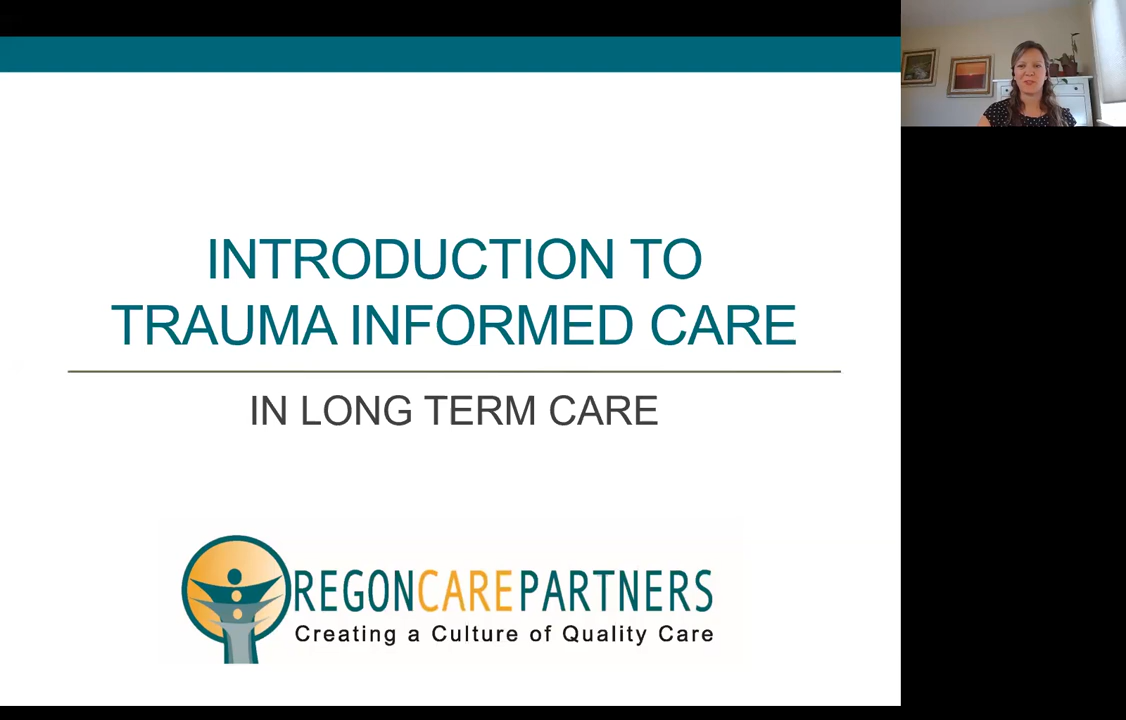 INTRODUCTION TO
TRAUMA INFORMED CARE
IN LONG TERM CARE
OREGONCAREPARTNERS
Creating a Culture of Quality Care